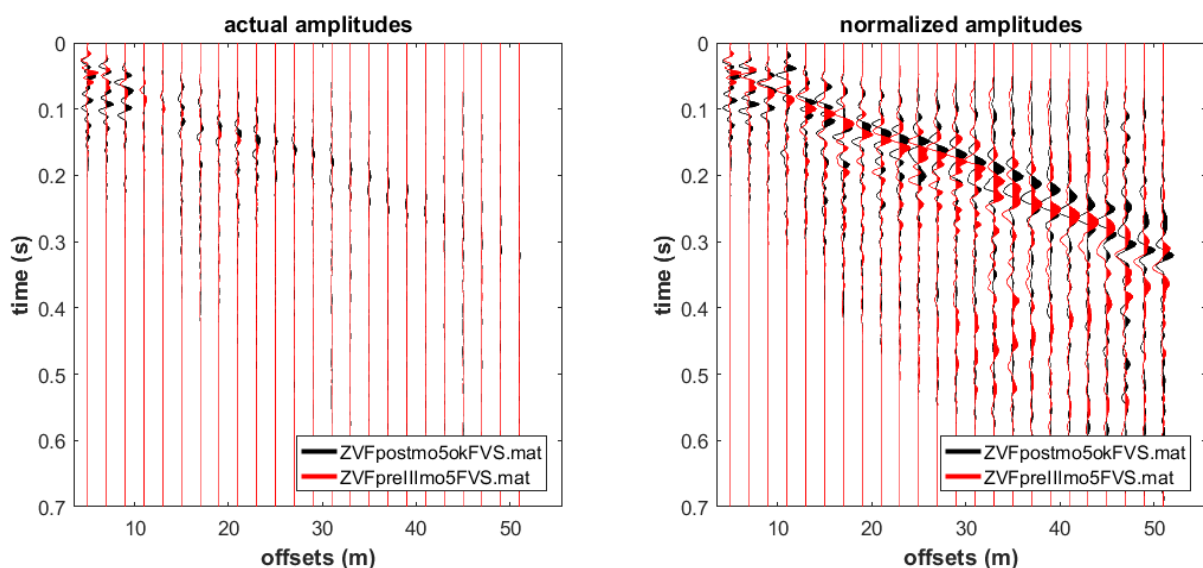 actual amplitudes
0
0.1
0.2
0.3
0.4
0.5
0.6
0.7
time (s)
ZVFpostmo5okFVS.mat
ZVFpreIIImo5FVS.mat
10
20
30
40
50
offsets (m)
normalized amplitudes
0
0.1
0.2
0.3
0.4
0.5
0.6
0.7
time (s)
ZVFpostmo5okFVS.mat
ZVFpreIIImo5FVS.mat
10
20
30
40
50
offsets (m)